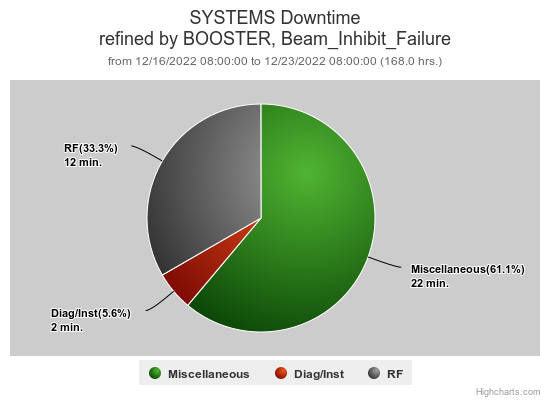 SYSTEMS Downtime
refined by BOOSTER, Beam_Inhibit_Failure
from 12/16/2022 08:00:00 to 12/23/2022 08:00:00 (168.0 hrs.)
RF(33.3%)
12 min.
Miscellaneous(61.1%)
22 min.
Diag/Inst(5.6%)
2 min.
Miscellaneous Diag/Inst RF
Highcharts.com